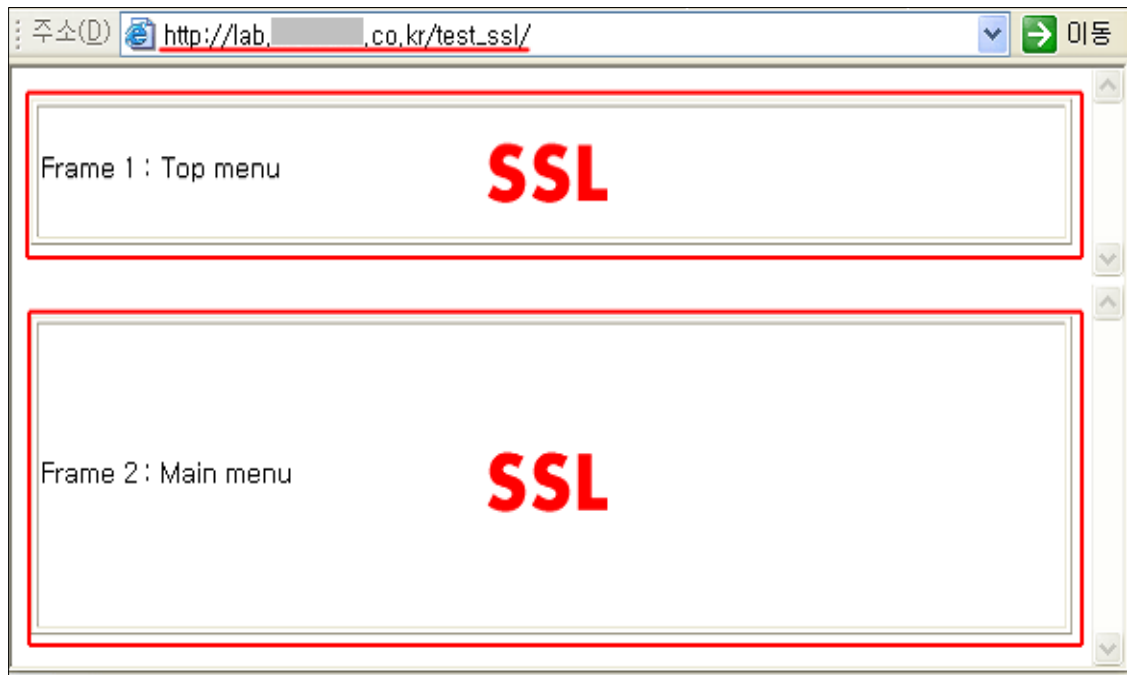 주소(D) http://lab. .co.kr/test_ssl/ 이동
Frame 1 : Top menu SSL
Frame 2 : Main menu SSL